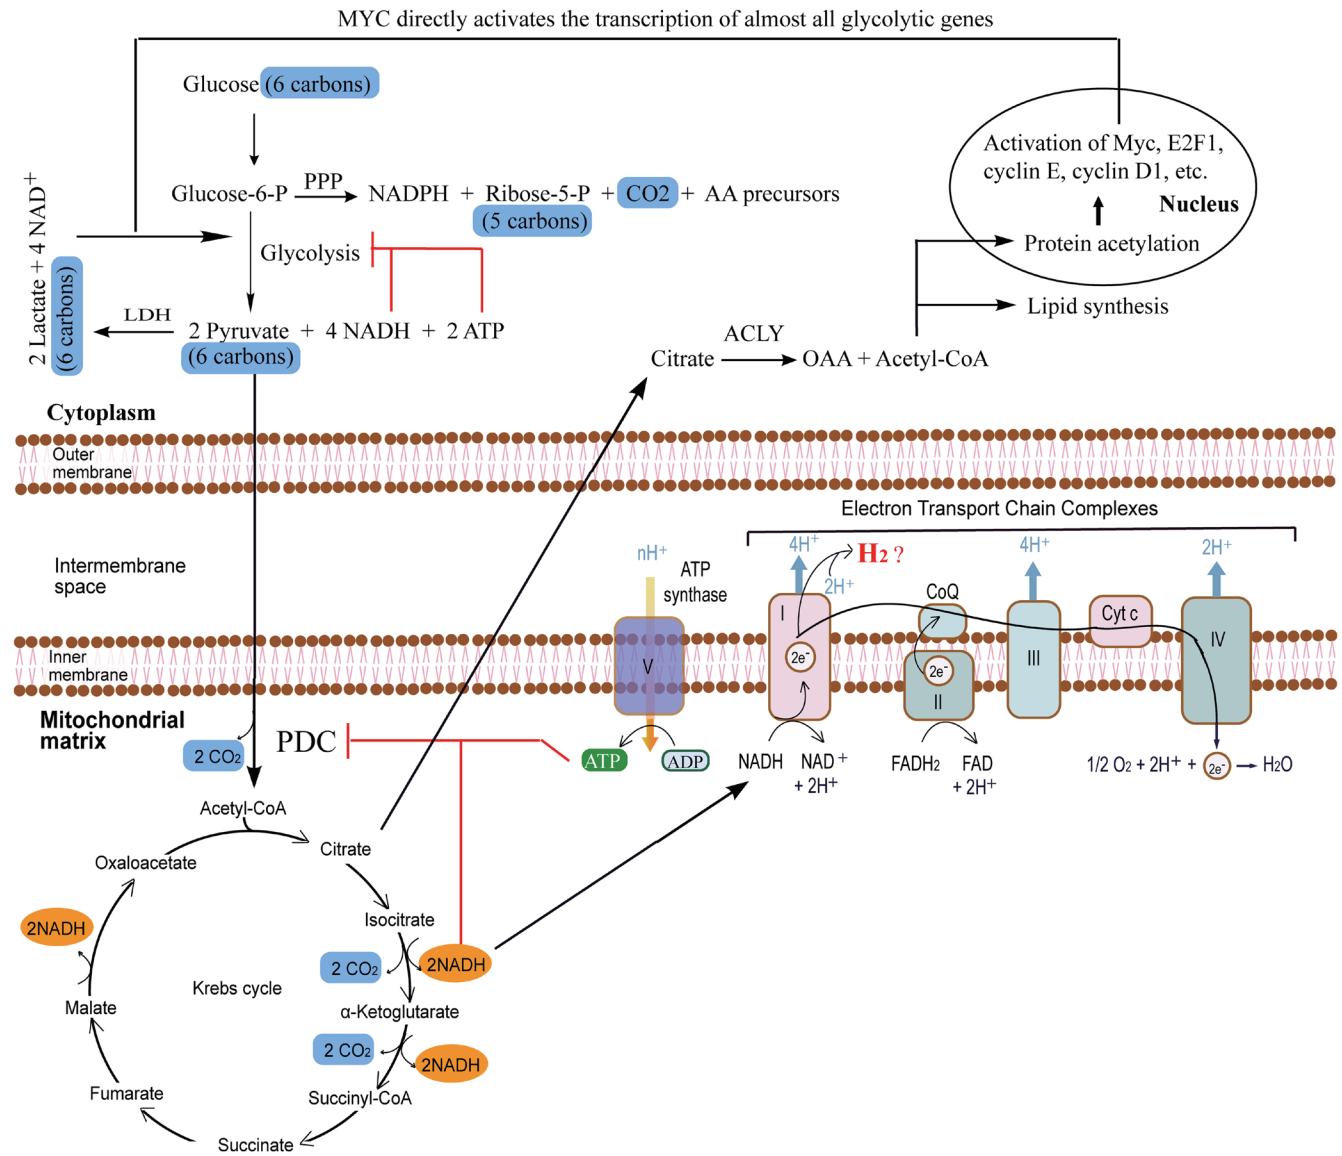 MYC directly activates the transcription of almost all glycolytic genes
Glucose (6 carbons)
Activation of Myc, E2F1,
cyclin E, cyclin D1, etc.
Nucleus
Protein acetylation
Lipid synthesis
Glucose-6-P
PPP
NADPH + Ribose-5-P + CO2 + AA precursors
(5 carbons)
2 Lactate + 4 NAD+
(6 carbons)
Glycolysis
LDH
2 Pyruvate + 4 NADH + 2 ATP
(6 carbons)
Citrate
ACLY
OAA + Acetyl-CoA
Cytoplasm
Outer
membrane
Electron Transport Chain Complexes
Intermembrane
space
nH+
ATP
synthase
4H+
H2 ?
2H+
CoQ
4H+
Cyt c
2H+
Inner
membrane
V
I
2e-
2e-
II
III
IV
Mitochondrial
matrix
2 CO2
PDC
ATP
ADP
NADH
NAD+
+ 2H+
FADH2
FAD
+ 2H+
1/2 O2 + 2H+ + 2e- H2O
Acetyl-CoA
Oxaloacetate
Citrate
2NADH
Isocitrate
2 CO2
2NADH
Krebs cycle
Malate
α-Ketoglutarate
2 CO2
2NADH
Fumarate
Succinyl-CoA
Succinate